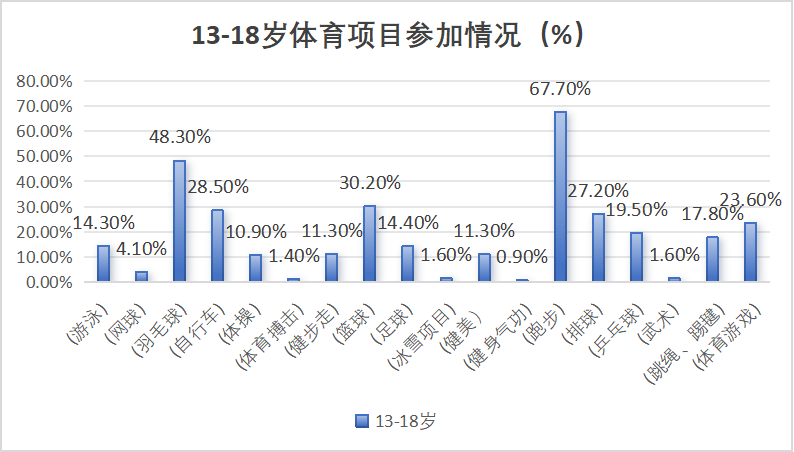 13-18岁体育项目参加情况（%）
80.00%
70.00%
60.00%
50.00%
40.00%
30.00%
20.00%
10.00%
0.00%
14.30%
4.10%
48.30%
28.50%
10.90%
1.40%
11.30%
30.20%
14.40%
1.60%
11.30%
0.90%
67.70%
27.20%
19.50%
1.60%
17.80%
23.60%
(游泳)
(网球)
(羽毛球)
(自行车)
(体操)
(体育搏击)
(健步走)
(篮球)
(足球)
(冰雪项目)
(健美）
(健身气功)
(跑步)
(排球)
(乒乓球)
(武术)
(跳绳、踢毽)
(体育游戏)
13-18岁